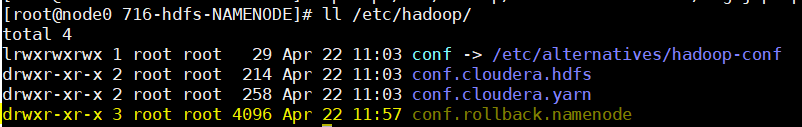 [root@node0 716-hdfs-NAMENODE]# ll /etc/hadoop/
total 4
lrwxrwxrwx 1 root root   29 Apr 22 11:03 conf -> /etc/alternatives/hadoop-conf
drwxr-xr-x 2 root root  214 Apr 22 11:03 conf.cloudera.hdfs
drwxr-xr-x 2 root root  258 Apr 22 11:03 conf.cloudera.yarn
drwxr-xr-x 3 root root 4096 Apr 22 11:57 conf.rollback.namenode